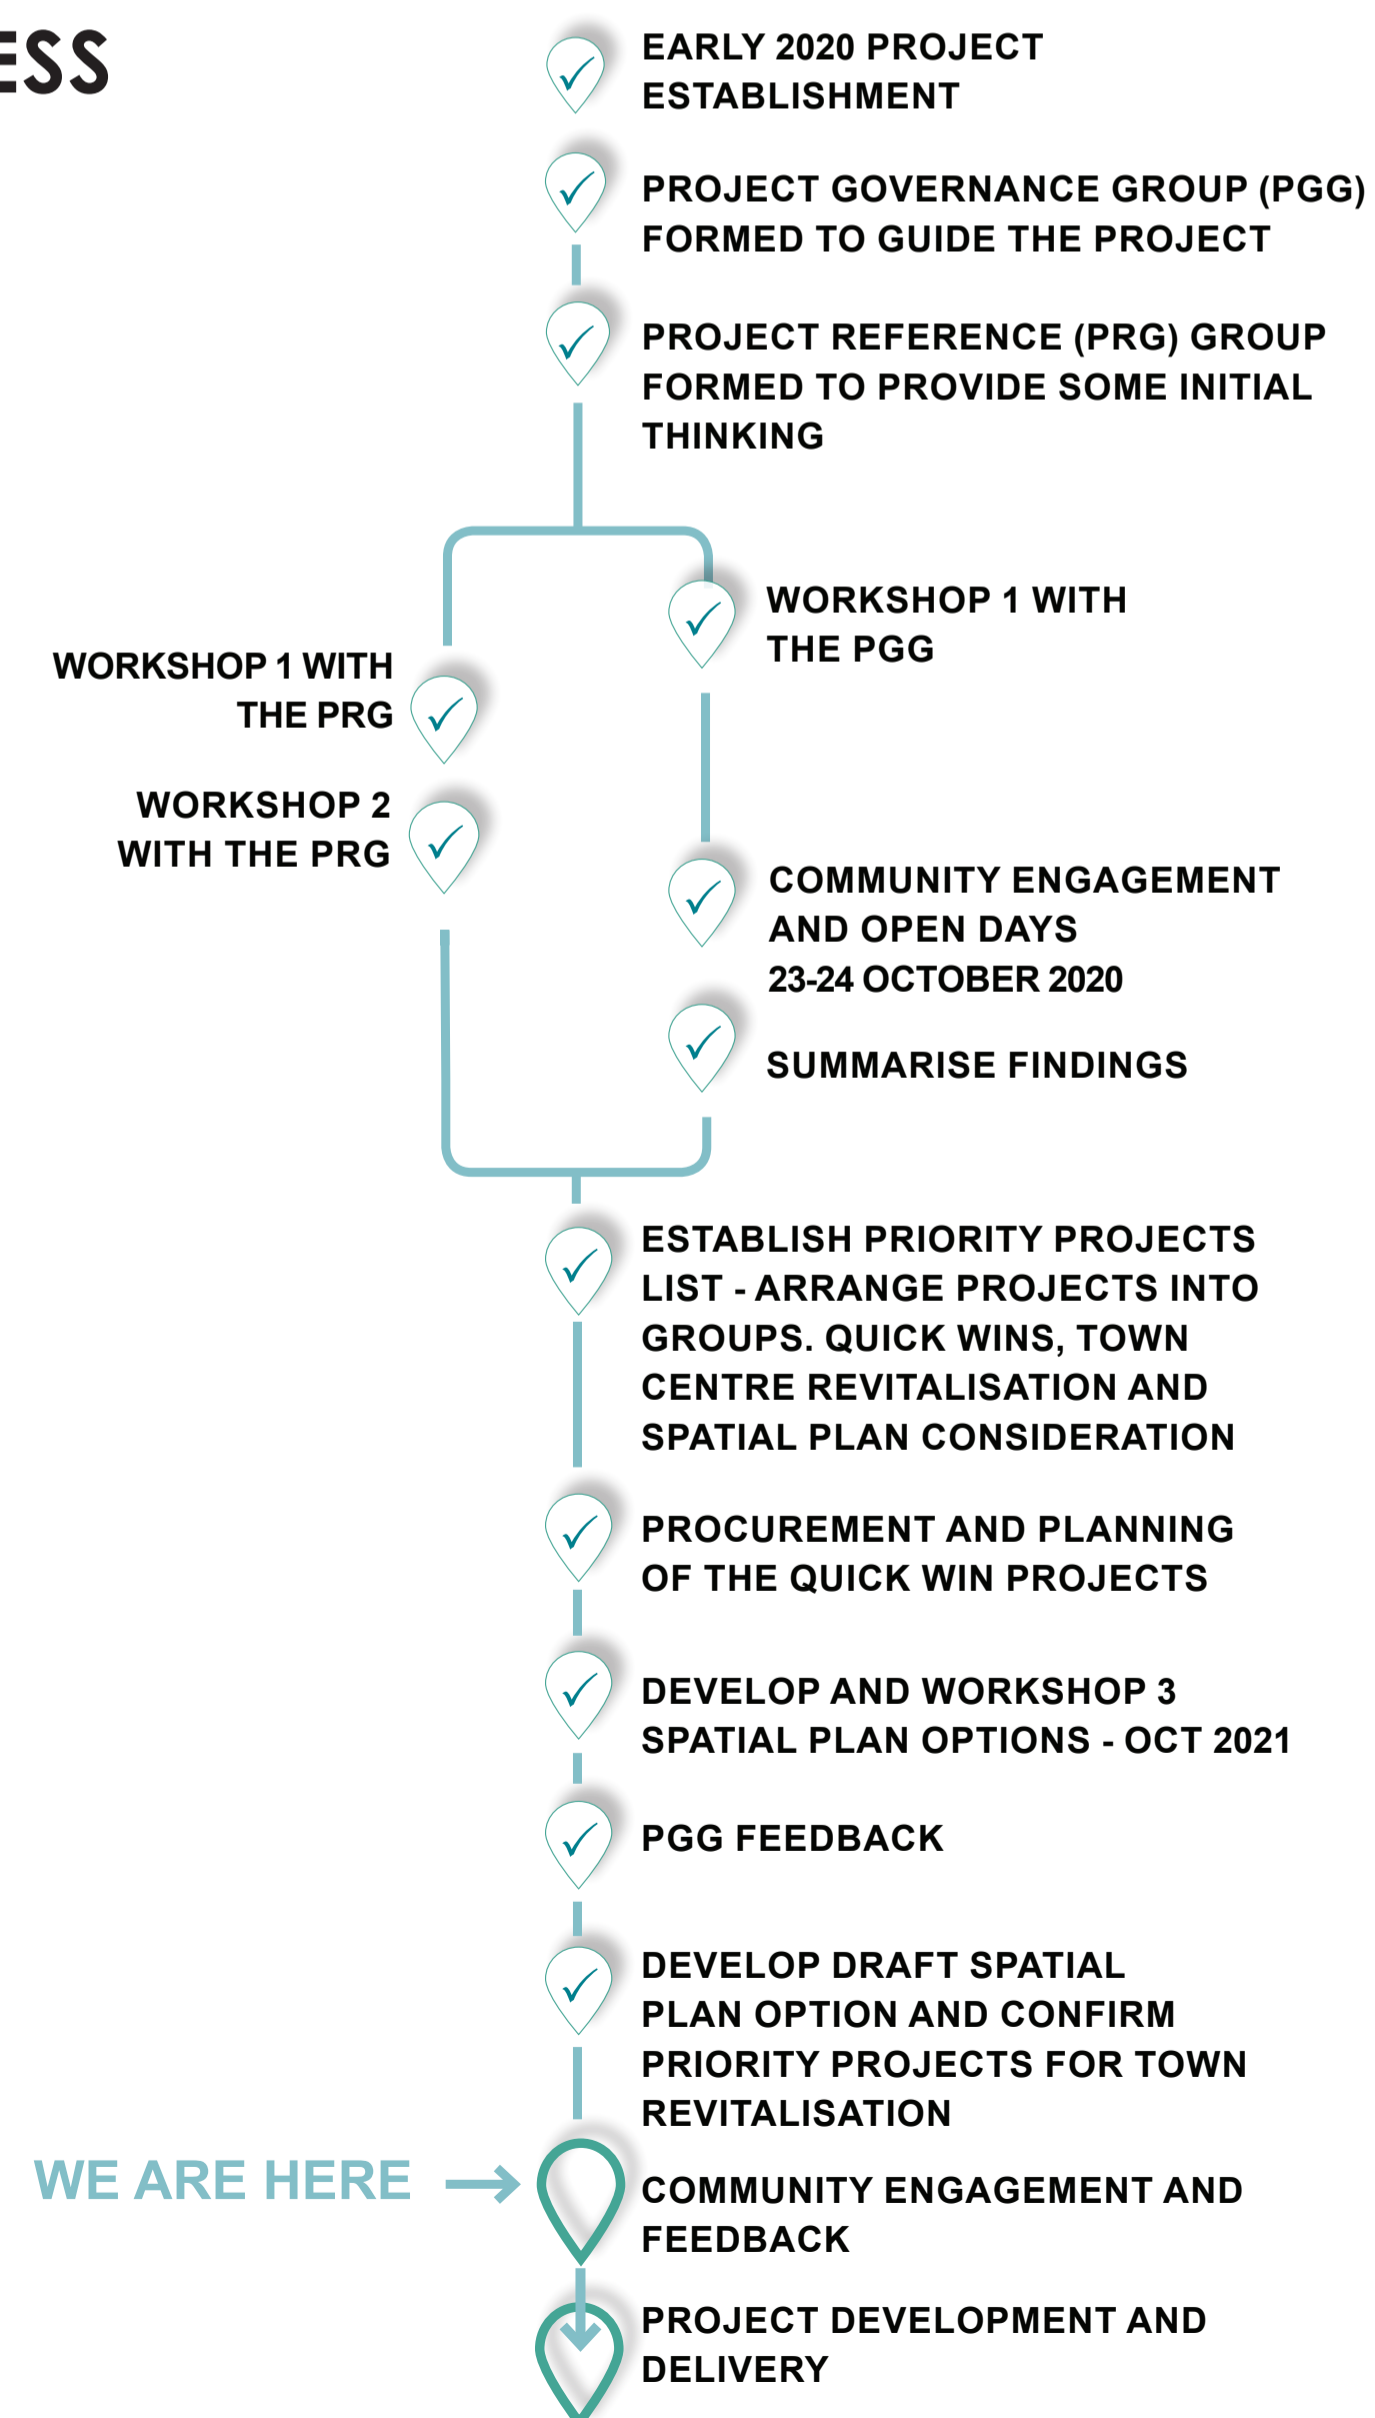 EARLY 2020 PROJECT
ESTABLISHMENT
PROJECT GOVERNANCE GROUP (PGG)
FORMED TO GUIDE THE PROJECT
PROJECT REFERENCE (PRG) GROUP
FORMED TO PROVIDE SOME INITIAL
THINKING
WORKSHOP 1 WITH
THE PGG
WORKSHOP 1 WITH
THE PRG
WORKSHOP 2
WITH THE PRG
COMMUNITY ENGAGEMENT
AND OPEN DAYS
23-24 OCTOBER 2020
SUMMARISE FINDINGS
ESTABLISH PRIORITY PROJECTS
LIST - ARRANGE PROJECTS INTO
GROUPS. QUICK WINS, TOWN
CENTRE REVITALISATION AND
SPATIAL PLAN CONSIDERATION
PROCUREMENT AND PLANNING
OF THE QUICK WIN PROJECTS
DEVELOP AND WORKSHOP 3
SPATIAL PLAN OPTIONS - OCT 2021
PGG FEEDBACK
DEVELOP DRAFT SPATIAL
PLAN OPTION AND CONFIRM
PRIORITY PROJECTS FOR TOWN
REVITALISATION
WE ARE HERE
COMMUNITY ENGAGEMENT AND
FEEDBACK
PROJECT DEVELOPMENT AND
DELIVERY